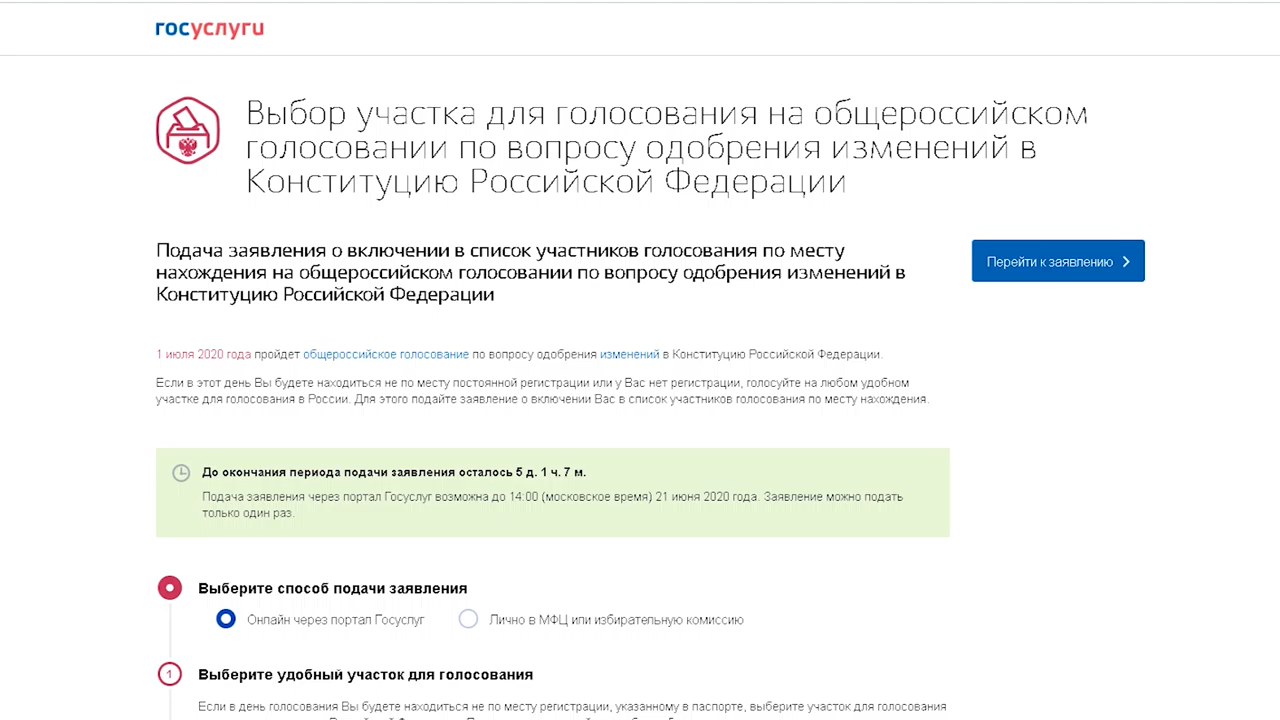 госуслуги
Выбор участка для голосования на общероссийском
голосовании по вопросу одобрения изменений в
Конституцию Российской Федерации
Подача заявления о включении в список участников голосования по месту
нахождения на общероссийском голосовании по вопросу одобрения изменений в
Конституцию Российской Федерации
Перейти к заявлению
1 июля 2020 года пройдет общероссийское голосование по вопросу одобрения изменений в Конституцию Российской Федерации.
Если в этот день Вы будете находиться не по месту постоянной регистрации или у Вас нет регистрации, голосуйте на любом удобном
участке для голосования в России. Для этого подайте заявление о включении Вас в список участников голосования по месту нахождения.
До окончания периода подачи заявления осталось 5 д. 1 ч. 7 м.
Подача заявления через портал Госуслуг возможна до 14:00 (московское время) 21 июня 2020 года. Заявление можно подать
только один раз.
Выберите способ подачи заявления
Онлайн через портал Госуслуг
Лично в МФЦ или избирательную комиссию
1
Выберите удобный участок для голосования
Если в день голосования Вы будете находиться не по месту регистрации, указанному в паспорте, выберите участок для голосования